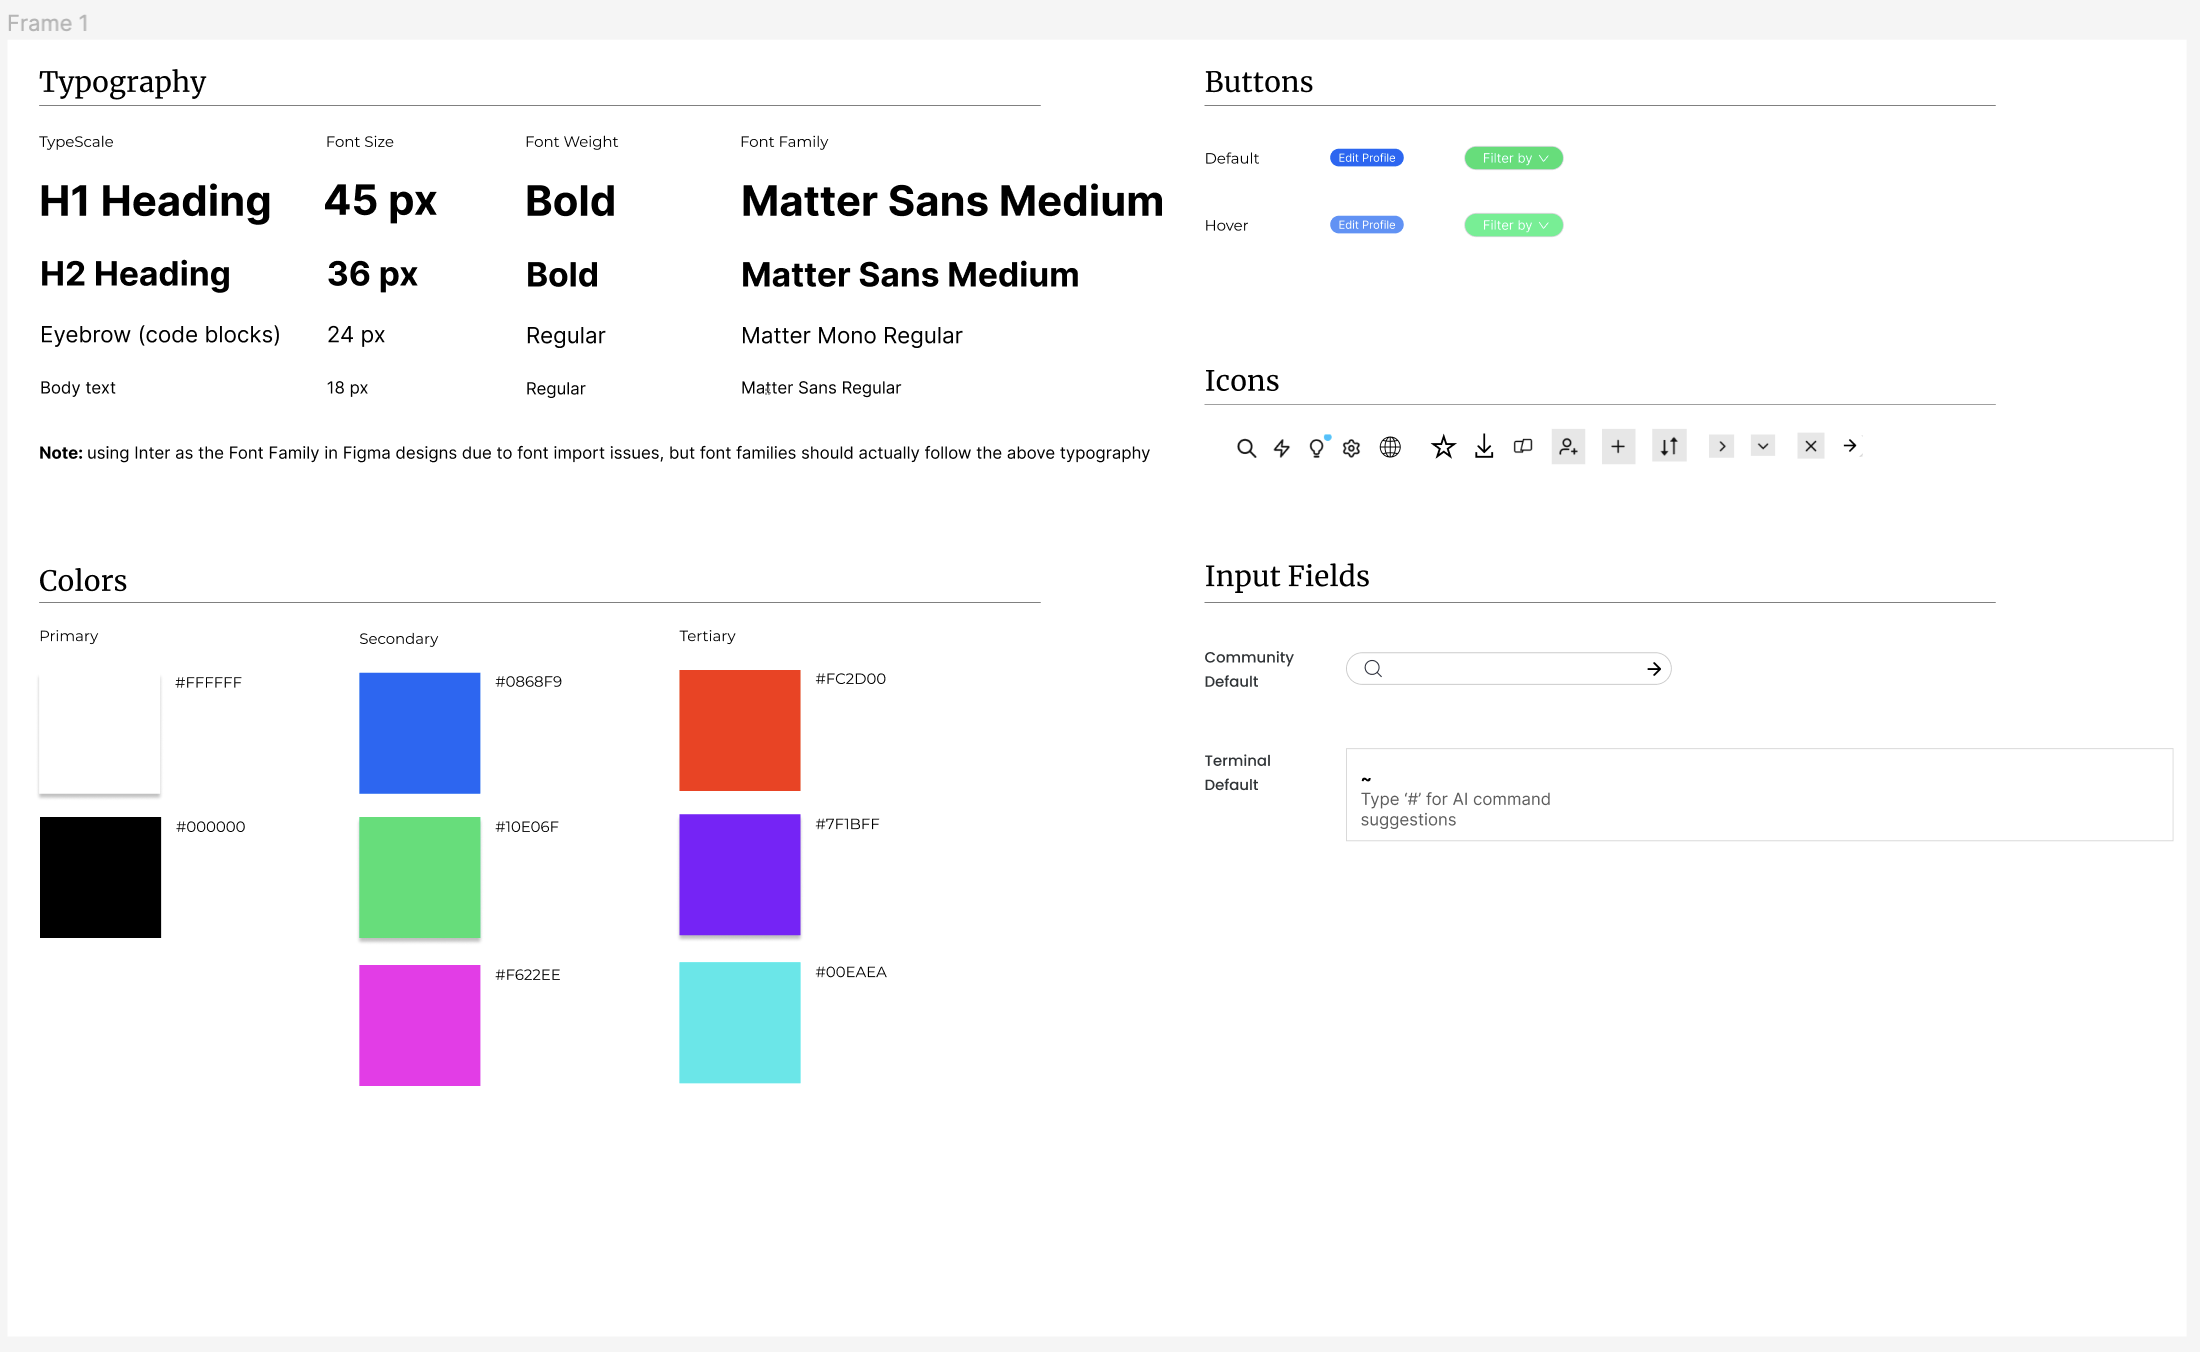 Frame 1
Typography
TypeScale Font Size Font Weight Font Family
H1 Heading 45 px Bold Matter Sans Medium
H2 Heading 36 px Bold Matter Sans Medium
Eyebrow (code blocks) 24 px Regular Matter Mono Regular
Body text 18 px Regular Matter Sans Regular
Note: using Inter as the Font Family in Figma designs due to font import issues, but font families should actually follow the above typography
Colors
Primary Secondary Tertiary
#FFFFFF #0868F9 #FC2D00
#000000 #10E06F #7F1BFF
#F622EE #00EAEA
Buttons
Default Edit Profile Filter by
Hover Edit Profile Filter by
Icons
Input Fields
Community
Default
Terminal
Default
~
Type ‘#’ for AI command
suggestions